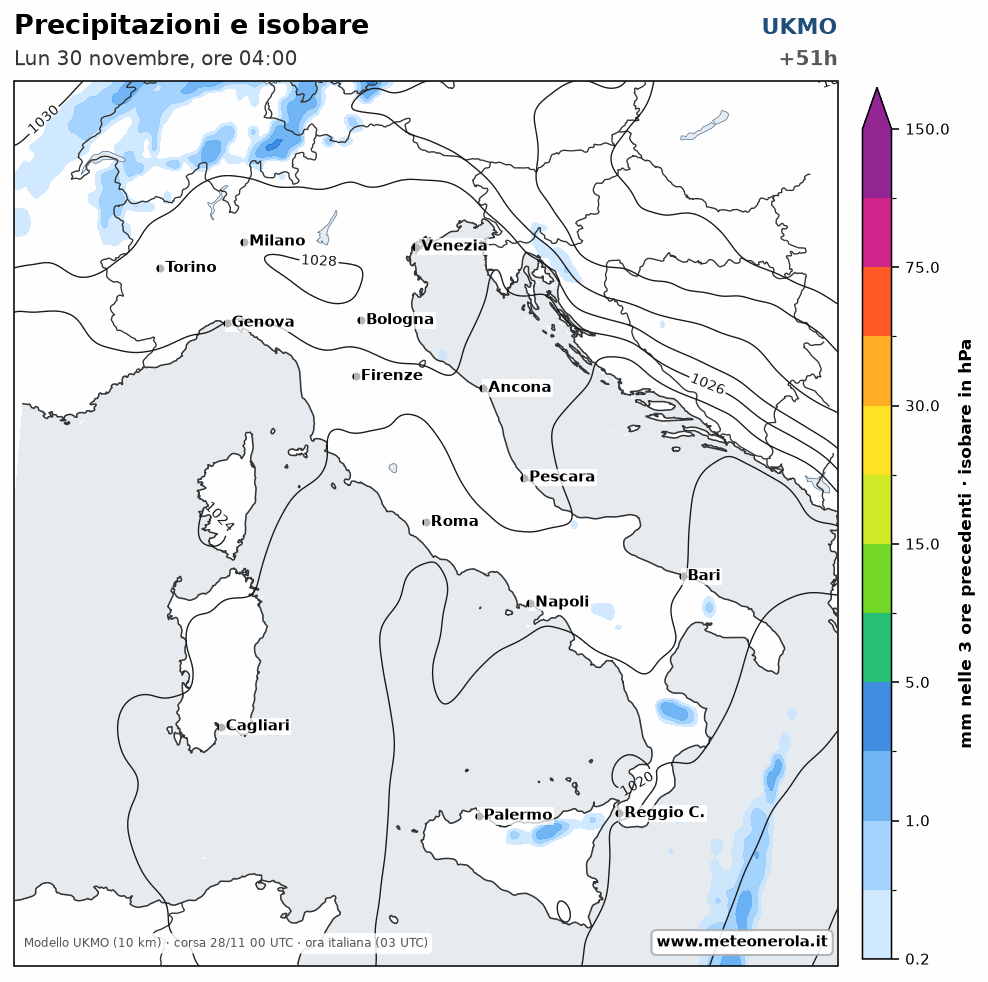 Precipitazioni e isobare
UKMO
Lun 30 novembre, ore 04:00
+51h
1030
150.0
Milano
Venezia
1028
Torino
75.0
Genova
Bologna
Firenze
Ancona
1026
30.0
Pescara
1024
Roma
15.0
Bari
Napoli
5.0
Cagliari
1020
Reggio C.
Palermo
1.0
mm nelle 3 ore precedenti · isobare in hPa
Modello UKMO (10 km) · corsa 28/11 00 UTC · ora italiana (03 UTC)
www.meteonerola.it
0.2